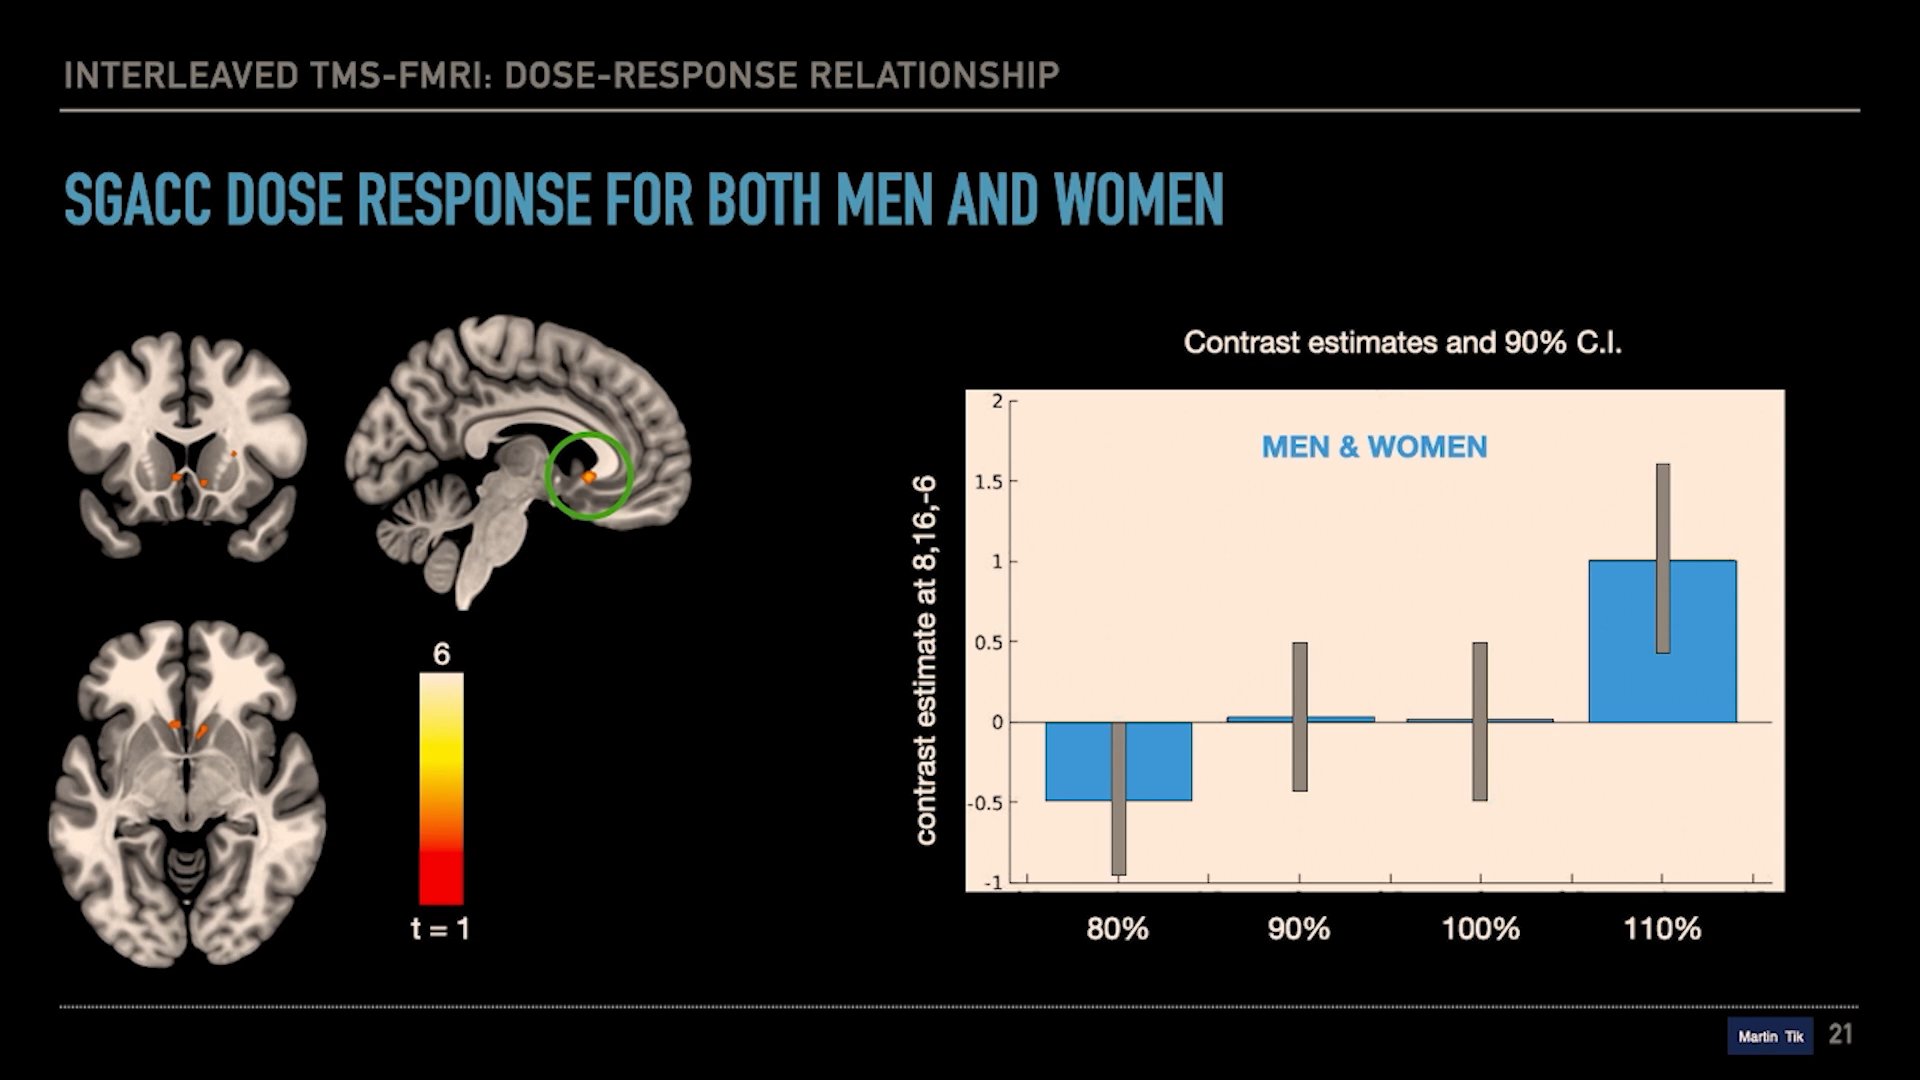 INTERLEAVED TMS-FMRI: DOSE-RESPONSE RELATIONSHIP
SGACC DOSE RESPONSE FOR BOTH MEN AND WOMEN
6
t = 1
Contrast estimates and 90% C.I.
MEN & WOMEN
contrast estimate at 8,16,-6
2
1.5
1
0.5
0
-0.5
-1
80% 90% 100% 110%
Martin Tik
21